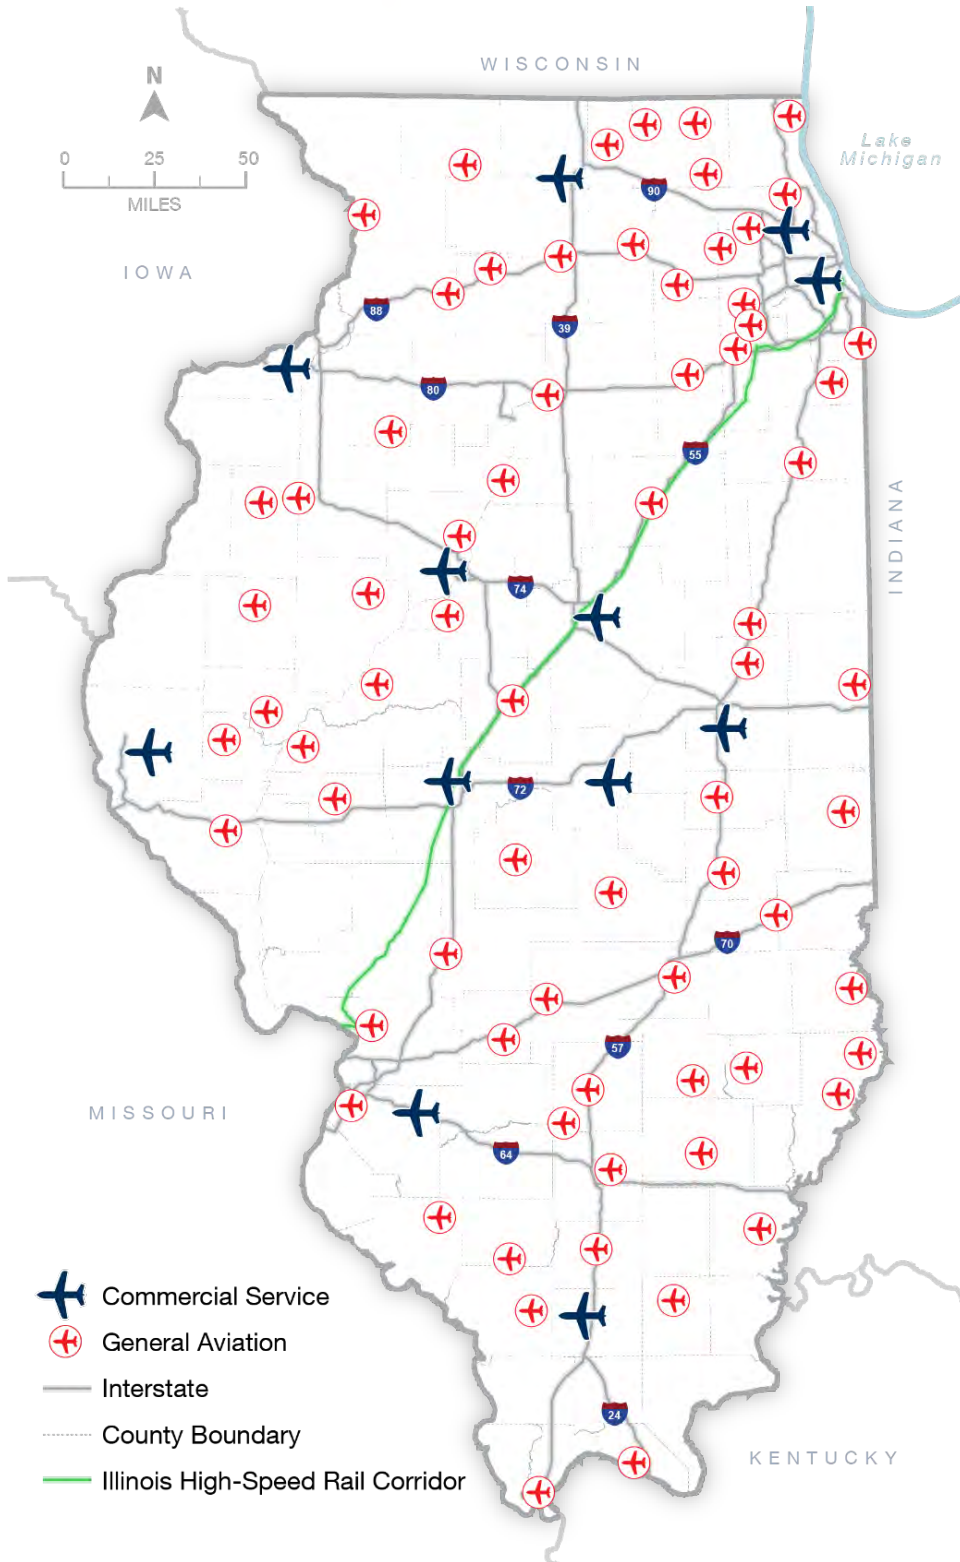 WISCONSIN
N
0 25 50
MILES
Lake
Michigan
IOWA
90
88
39
80
55
INDIANA
74
72
70
57
MISSOURI
64
Commercial Service
General Aviation
Interstate
County Boundary
Illinois High-Speed Rail Corridor
24
KENTUCKY